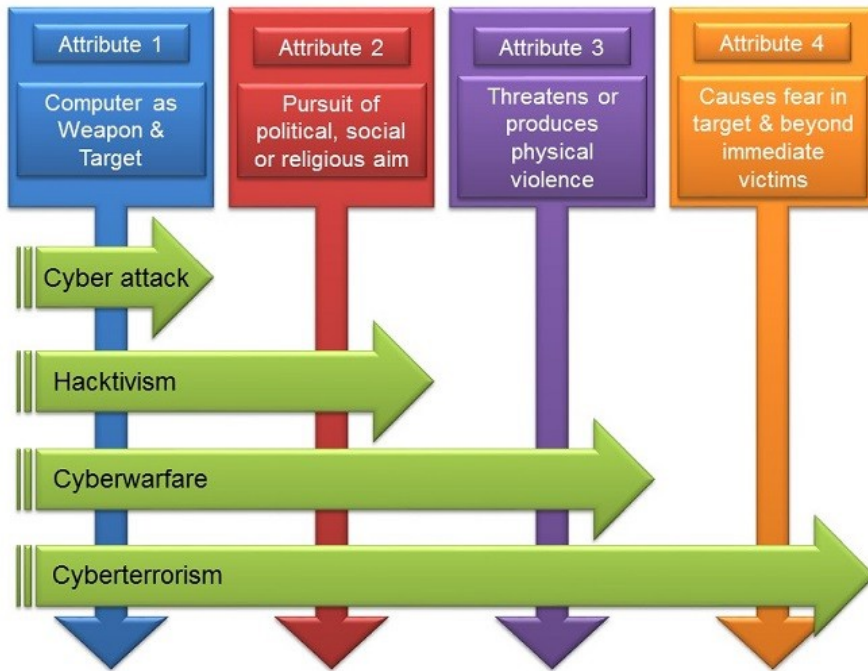 Attribute 1
Computer as
Weapon &
Target
Attribute 2
Pursuit of
political, social
or religious aim
Attribute 3
Threatens or
produces
physical
violence
Attribute 4
Causes fear in
target & beyond
immediate
victims
Cyber attack
Hacktivism
Cyberwarfare
Cyberterrorism